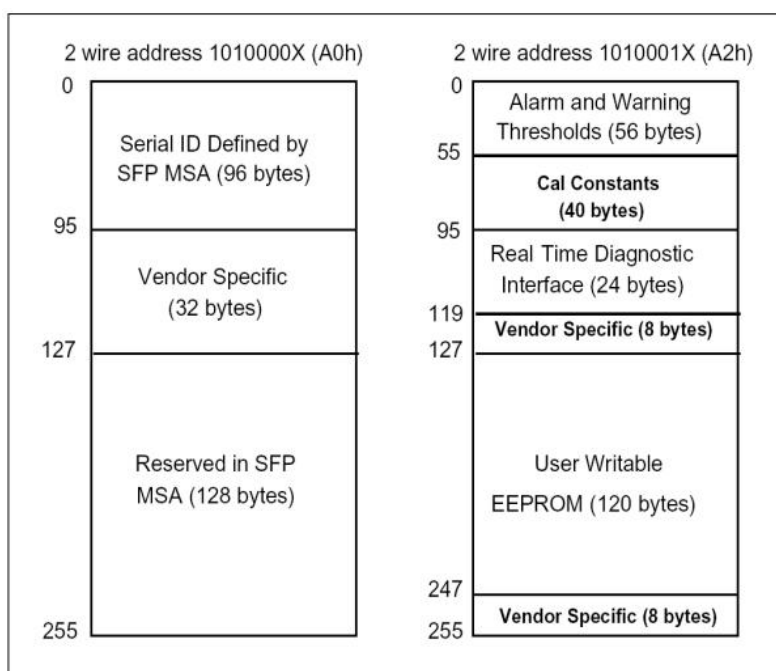 2 wire address 1010000X (A0h)
0
Serial ID Defined by
SFP MSA (96 bytes)
95
Vendor Specific
(32 bytes)
127
Reserved in SFP
MSA (128 bytes)
255
2 wire address 1010001X (A2h)
0
Alarm and Warning
Thresholds (56 bytes)
55
Cal Constants
(40 bytes)
95
Real Time Diagnostic
Interface (24 bytes)
119
Vendor Specific (8 bytes)
127
User Writable
EEPROM (120 bytes)
247
Vendor Specific (8 bytes)
255